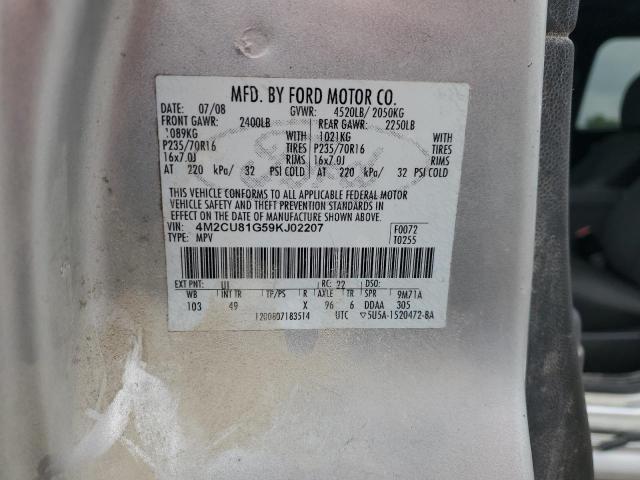 MFD. BY FORD MOTOR CO.
DATE: 07/08 GVWR: 4520LB/ 2050KG
FRONT GAWR: 2400LB REAR GAWR: 2250LB
1089KG WITH 1021KG WITH
P235/70R16 TIRES P235/70R16 TIRES
16x7.0J RIMS 16x7.0J RIMS
AT 220 kPa/ 32 PSI COLD AT 220 kPa/ 32 PSI COLD
THIS VEHICLE CONFORMS TO ALL APPLICABLE FEDERAL MOTOR
VEHICLE SAFETY AND THEFT PREVENTION STANDARDS IN
EFFECT ON THE DATE OF MANUFACTURE SHOWN ABOVE.
VIN: 4M2CU81G59KJ02207 F0072
TYPE: MPV T0255
EXT PNT: UI RC: 22 DSO:
WB INT TR TP/PS R AXLE TR SPR 9M71A
103 49 X 96 6 DDAA 305
1200807183514 UTC ▽5U5A-1520472-BA